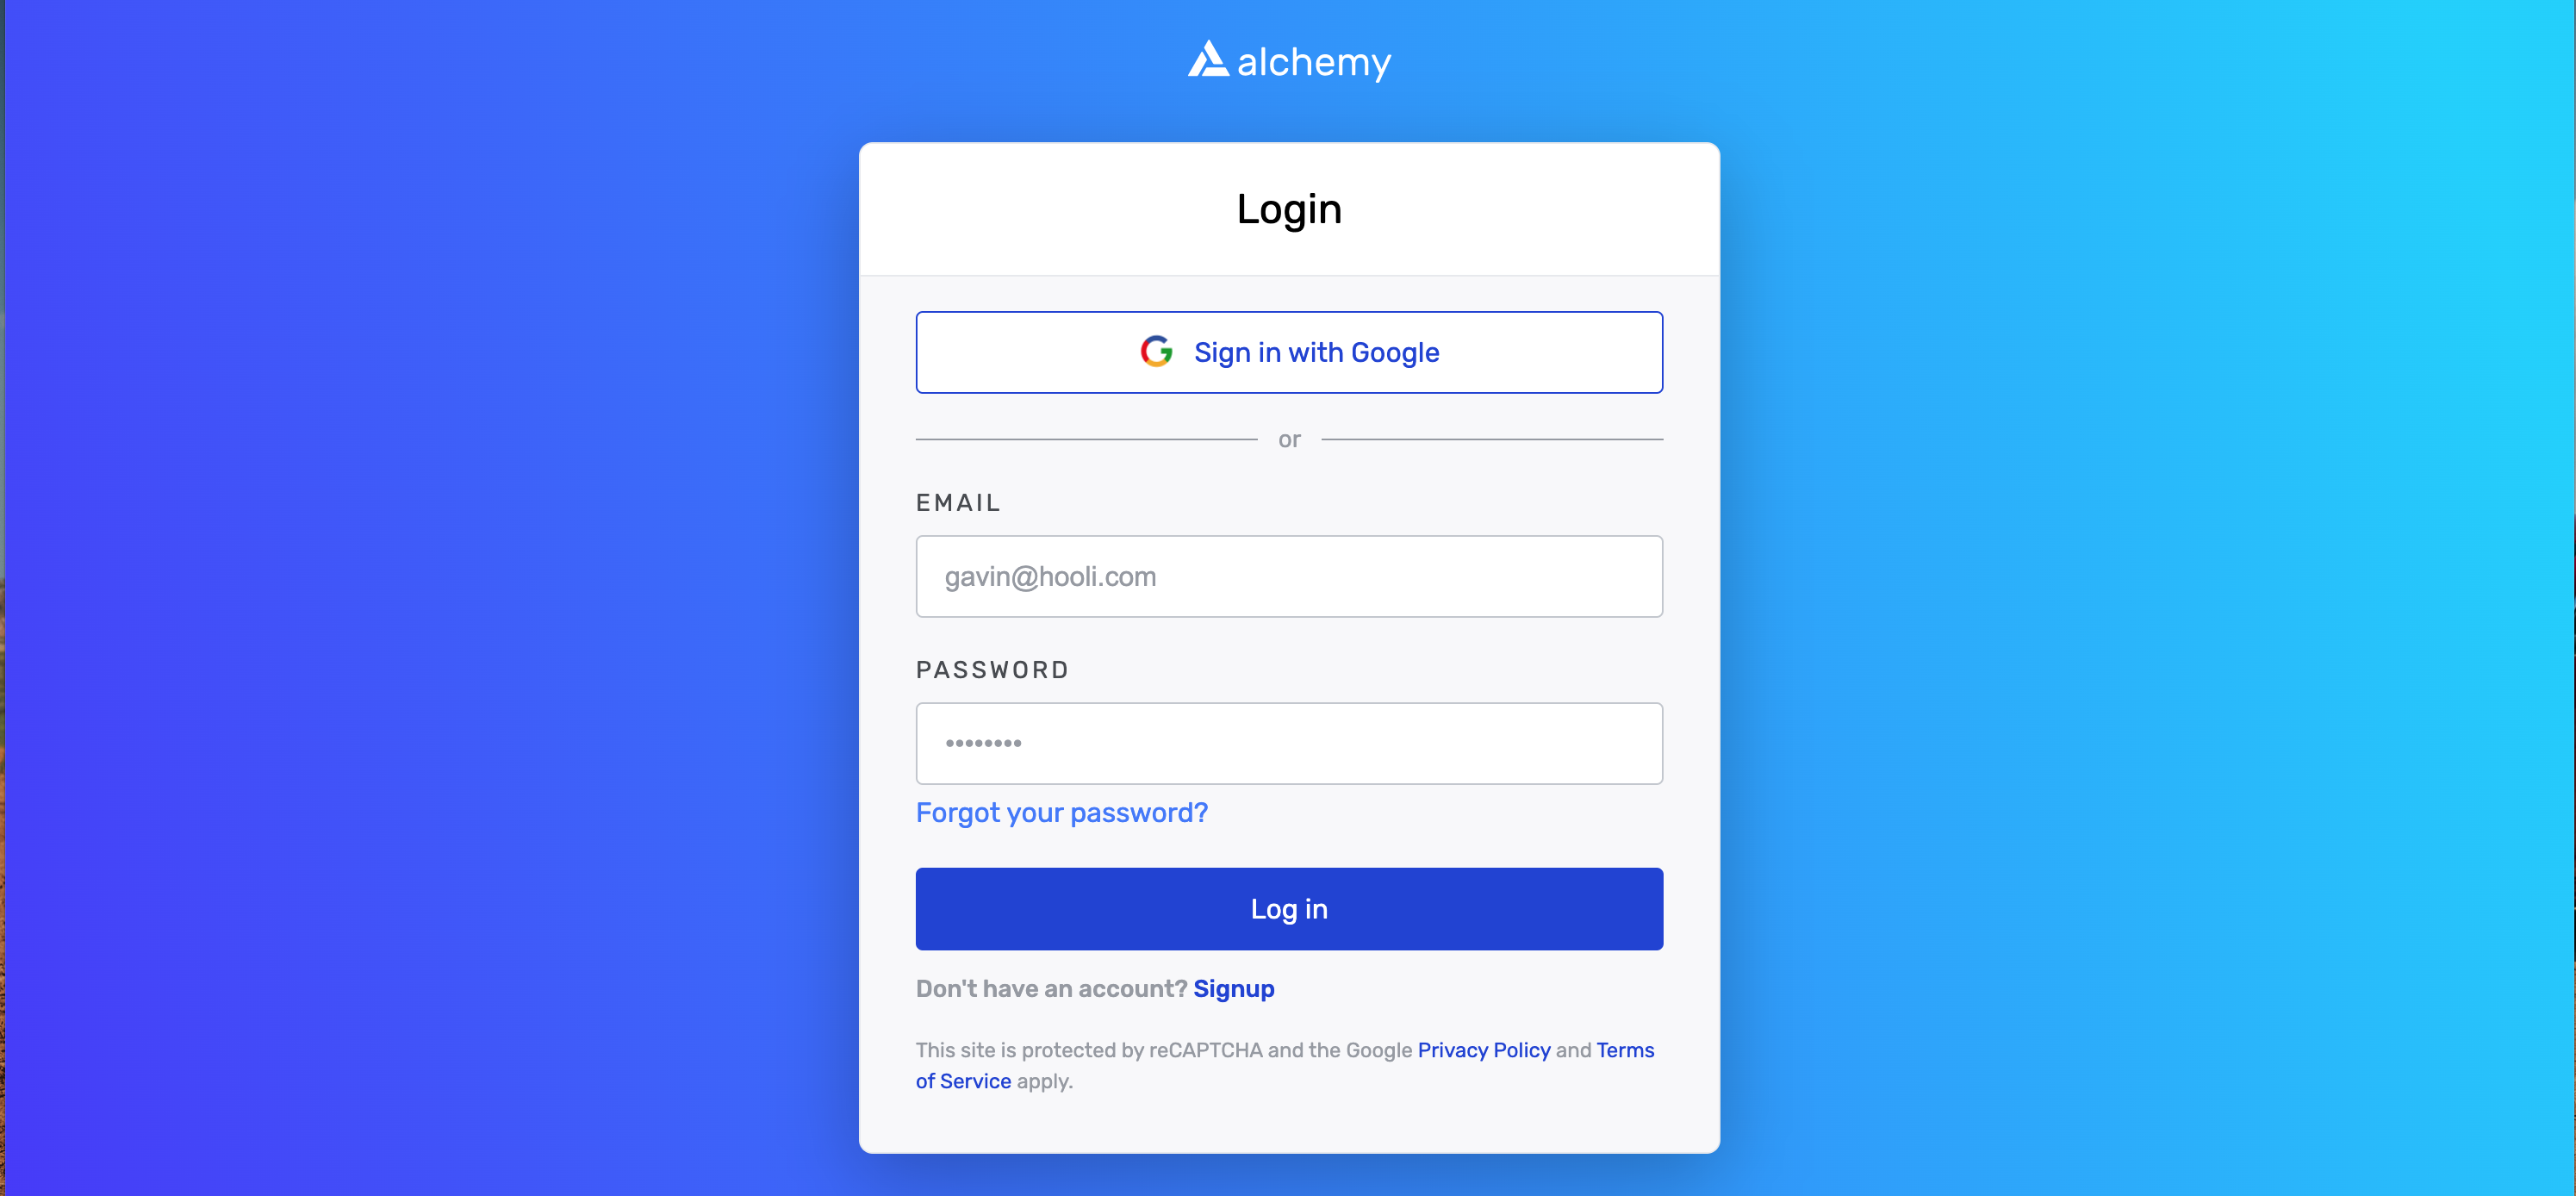 alchemy
Login
Sign in with Google
or
EMAIL
gavin@hooli.com
PASSWORD
••••••••
Forgot your password?
Log in
Don't have an account? Signup
This site is protected by reCAPTCHA and the Google Privacy Policy and Terms
of Service apply.